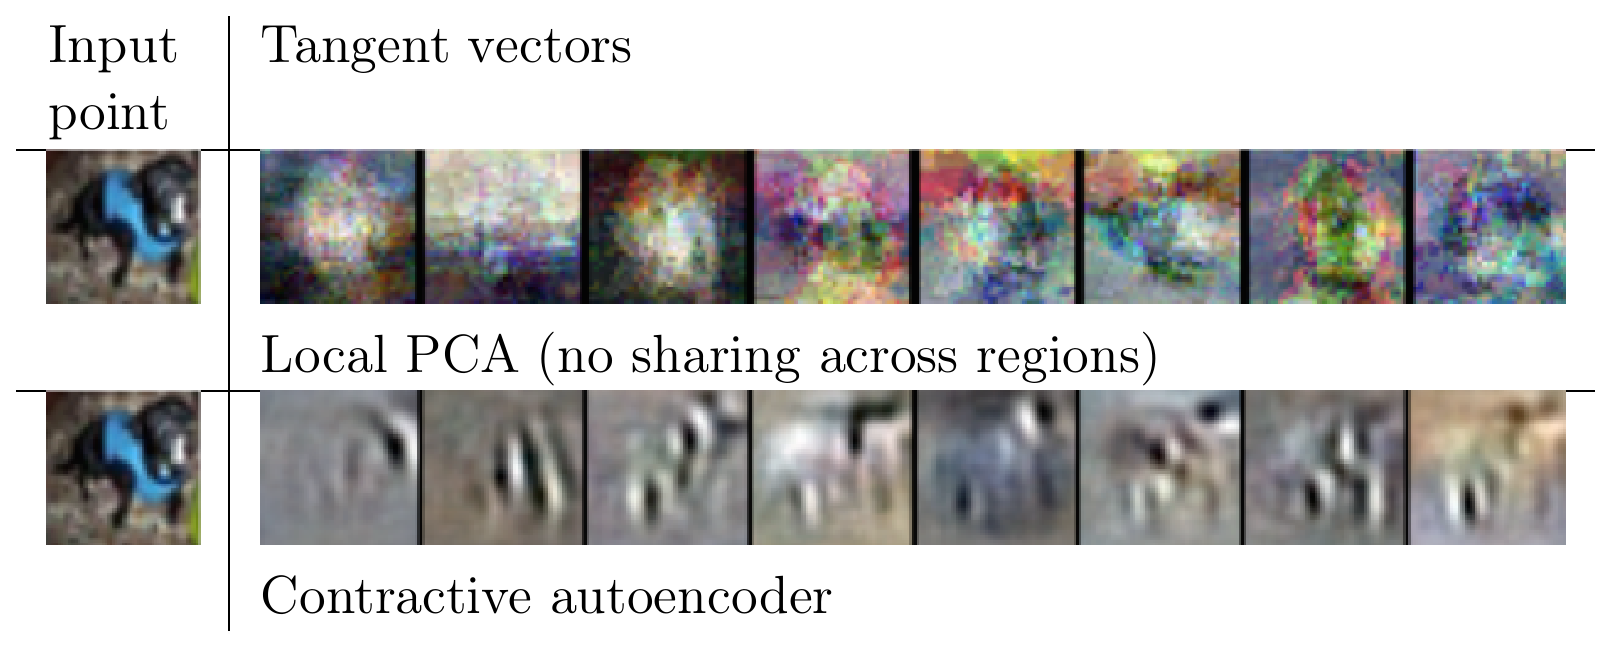 Input
point
Tangent vectors
Local PCA (no sharing across regions)
Contractive autoencoder